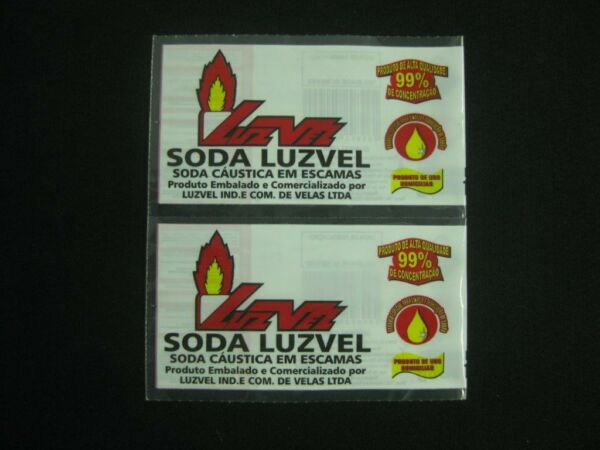 LUZVEL
SODA LUZVEL
SODA CÁUSTICA EM ESCAMAS
Produto Embalado e Comercializado por
LUZVEL IND.E COM. DE VELAS LTDA
PRODUTO DE ALTA QUALIDADE
99%
DE CONCENTRAÇÃO
PRODUTO DE USO
DOMICILIAR
LUZVEL
SODA LUZVEL
SODA CÁUSTICA EM ESCAMAS
Produto Embalado e Comercializado por
LUZVEL IND.E COM. DE VELAS LTDA
PRODUTO DE ALTA QUALIDADE
99%
DE CONCENTRAÇÃO
PRODUTO DE USO
DOMICILIAR